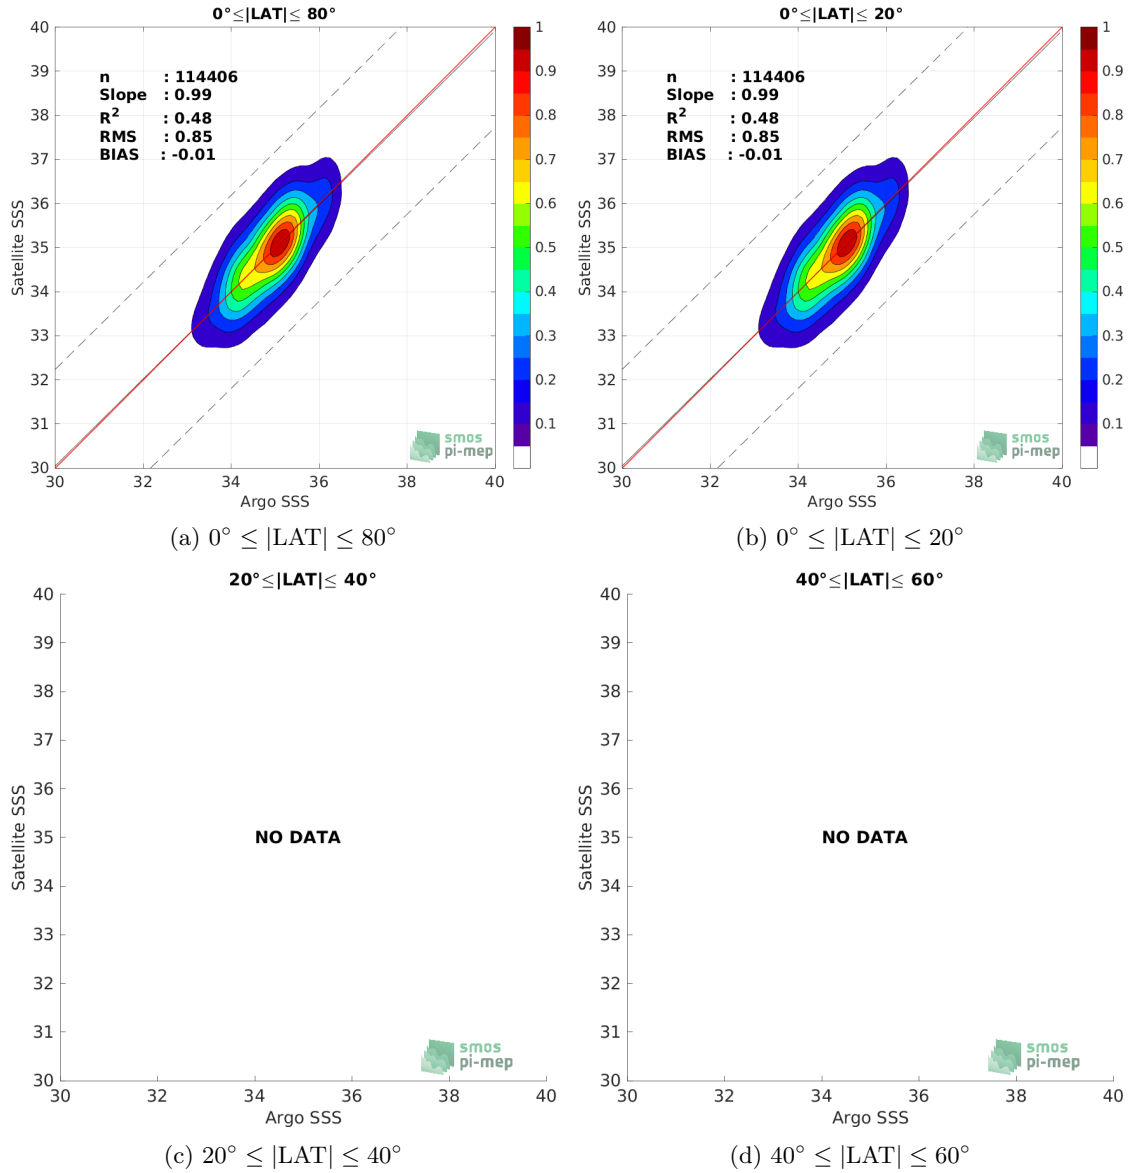 0°≤|LAT|≤ 80°
n : 114406
Slope : 0.99
R² : 0.48
RMS : 0.85
BIAS : -0.01
40
39
38
37
36
35
34
33
32
31
30
Satellite SSS
30 32 34 36 38 40
Argo SSS
1
0.9
0.8
0.7
0.6
0.5
0.4
0.3
0.2
0.1
smos
pi-mep
(a) 0° ≤ |LAT| ≤ 80°
0°≤|LAT|≤ 20°
n : 114406
Slope : 0.99
R² : 0.48
RMS : 0.85
BIAS : -0.01
40
39
38
37
36
35
34
33
32
31
30
Satellite SSS
30 32 34 36 38 40
Argo SSS
1
0.9
0.8
0.7
0.6
0.5
0.4
0.3
0.2
0.1
smos
pi-mep
(b) 0° ≤ |LAT| ≤ 20°
20°≤|LAT|≤ 40°
40
39
38
37
36
35
34
33
32
31
30
Satellite SSS
NO DATA
30 32 34 36 38 40
Argo SSS
smos
pi-mep
(c) 20° ≤ |LAT| ≤ 40°
40°≤|LAT|≤ 60°
40
39
38
37
36
35
34
33
32
31
30
Satellite SSS
NO DATA
30 32 34 36 38 40
Argo SSS
smos
pi-mep
(d) 40° ≤ |LAT| ≤ 60°